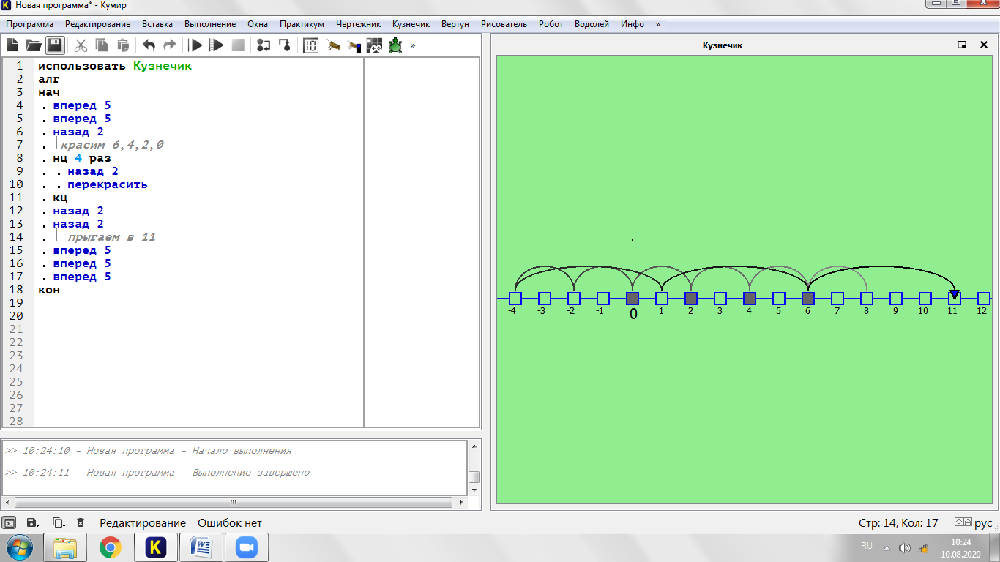 Новая программа* - Кумир
Программа Редактирование Вставка Выполнение Окна Практикум Чертежник Кузнечик Вертун Рисователь Робот Водолей Инфо »
»
Кузнечик
1 использовать Кузнечик
2 алг
3 нач
4 . вперед 5
5 . вперед 5
6 . назад 2
7 . |красим 6,4,2,0
8 . нц 4 раз
9 . . назад 2
10 . . перекрасить
11 . кц
12 . назад 2
13 . назад 2
14 . | прыгаем в 11
15 . вперед 5
16 . вперед 5
17 . вперед 5
18 кон
19
20
21
22
23
24
25
26
27
28
-4 -3 -2 -1 0 1 2 3 4 5 6 7 8 9 10 11 12
>> 10:24:10 - Новая программа - Начало выполнения
>> 10:24:11 - Новая программа - Выполнение завершено
Редактирование Ошибок нет
Стр: 14, Кол: 17 рус
RU
10:24
10.08.2020